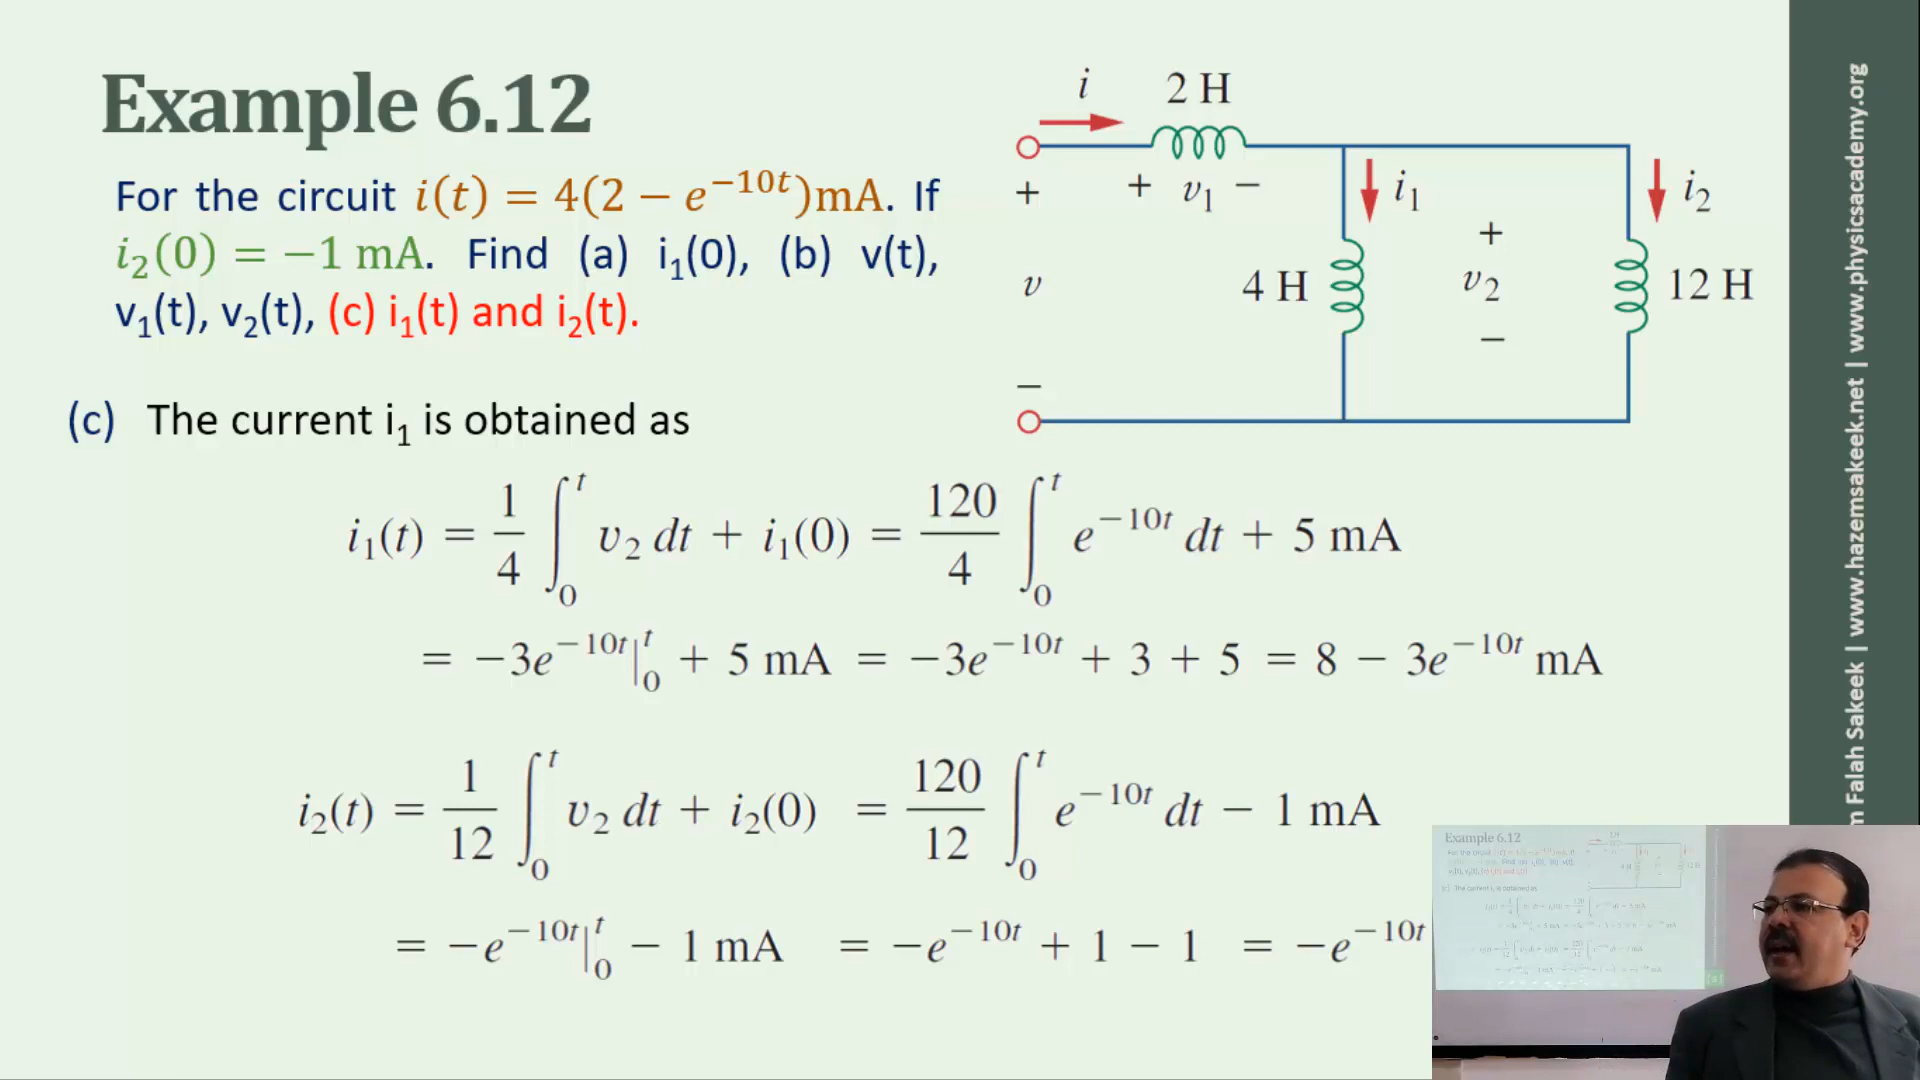 Example 6.12
For the circuit i(t) = 4(2 − e^{−10t})mA. If
i₂(0) = −1 mA. Find (a) i₁(0), (b) v(t),
v₁(t), v₂(t), (c) i₁(t) and i₂(t).
i 2 H
+ + v₁ − i₁ i₂
+
v 4 H v₂ 12 H
−
−
(c) The current i₁ is obtained as
i₁(t) = 1/4 ∫₀ᵗ v₂ dt + i₁(0) = 120/4 ∫₀ᵗ e^{−10t} dt + 5 mA
= −3e^{−10t}|₀ᵗ + 5 mA = −3e^{−10t} + 3 + 5 = 8 − 3e^{−10t} mA
i₂(t) = 1/12 ∫₀ᵗ v₂ dt + i₂(0) = 120/12 ∫₀ᵗ e^{−10t} dt − 1 mA
= −e^{−10t}|₀ᵗ − 1 mA = −e^{−10t} + 1 − 1 = −e^{−10t}
m Falah Sakeek | www.hazemsakeek.net | www.physicsacademy.org
Example 6.12